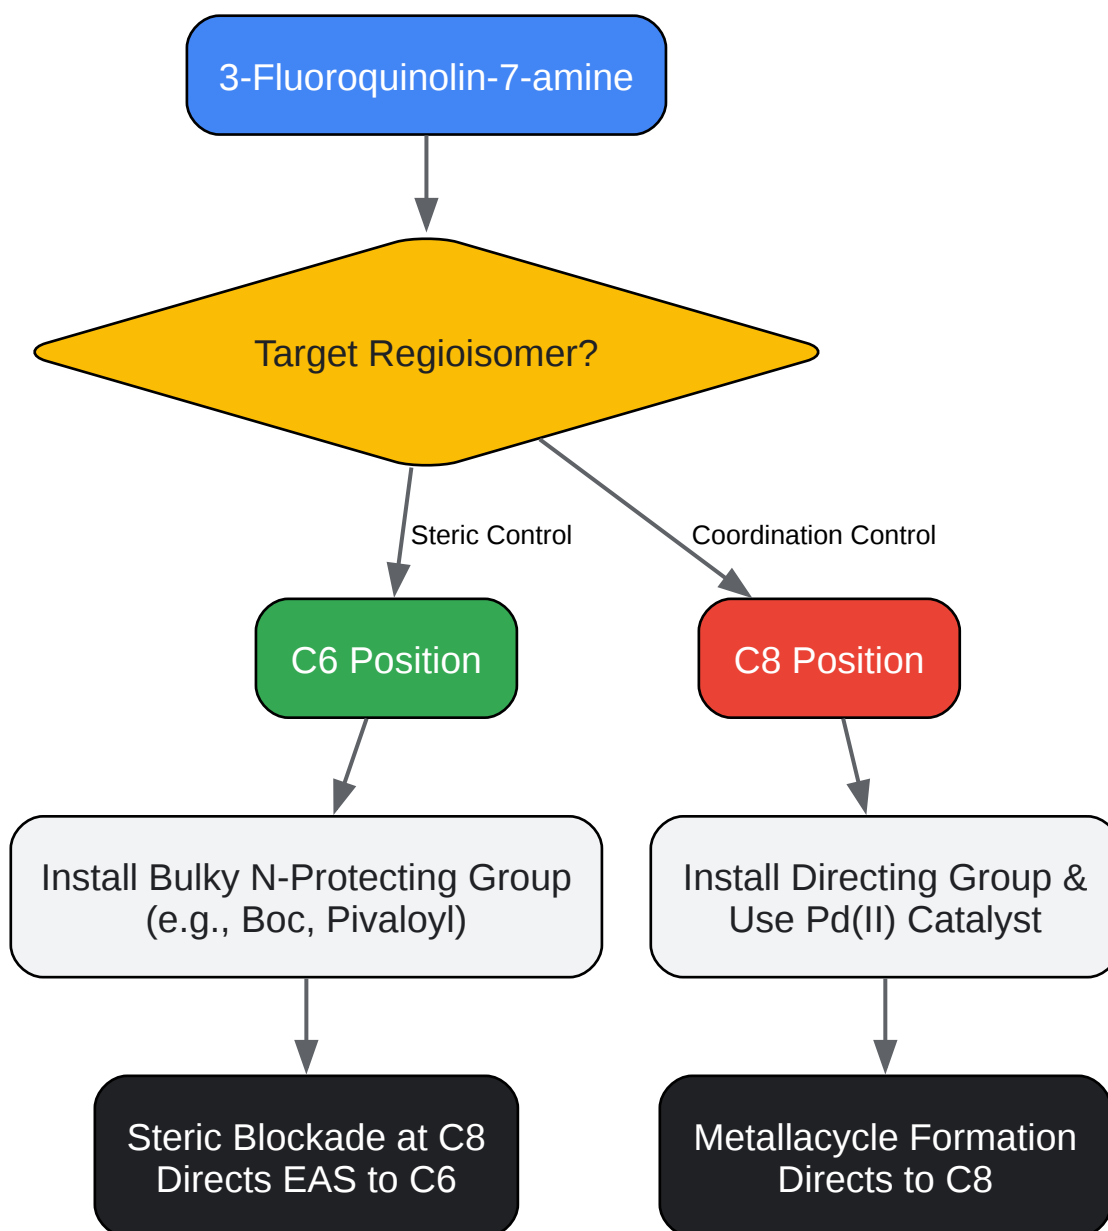 3-Fluoroquinolin-7-amine
Target Regioisomer?
Steric Control
Coordination Control
C6 Position
C8 Position
Install Bulky N-Protecting Group
(e.g., Boc, Pivaloyl)
Install Directing Group &
Use Pd(II) Catalyst
Steric Blockade at C8
Directs EAS to C6
Metallacycle Formation
Directs to C8